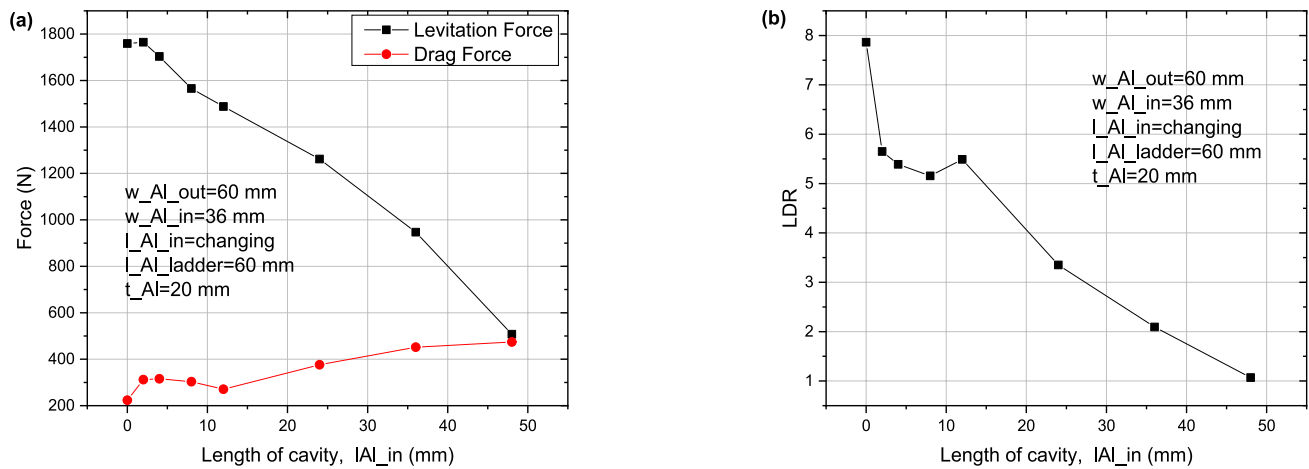 (a)
Levitation Force
Drag Force
1800
1600
1400
1200
1000
800
600
400
200
Force (N)
w_Al_out=60 mm
w_Al_in=36 mm
l_Al_in=changing
l_Al_ladder=60 mm
t_Al=20 mm
0 10 20 30 40 50
Length of cavity, lAl_in (mm)
(b)
8
7
6
5
4
3
2
1
LDR
w_Al_out=60 mm
w_Al_in=36 mm
l_Al_in=changing
l_Al_ladder=60 mm
t_Al=20 mm
0 10 20 30 40 50
Length of cavity, lAl_in (mm)